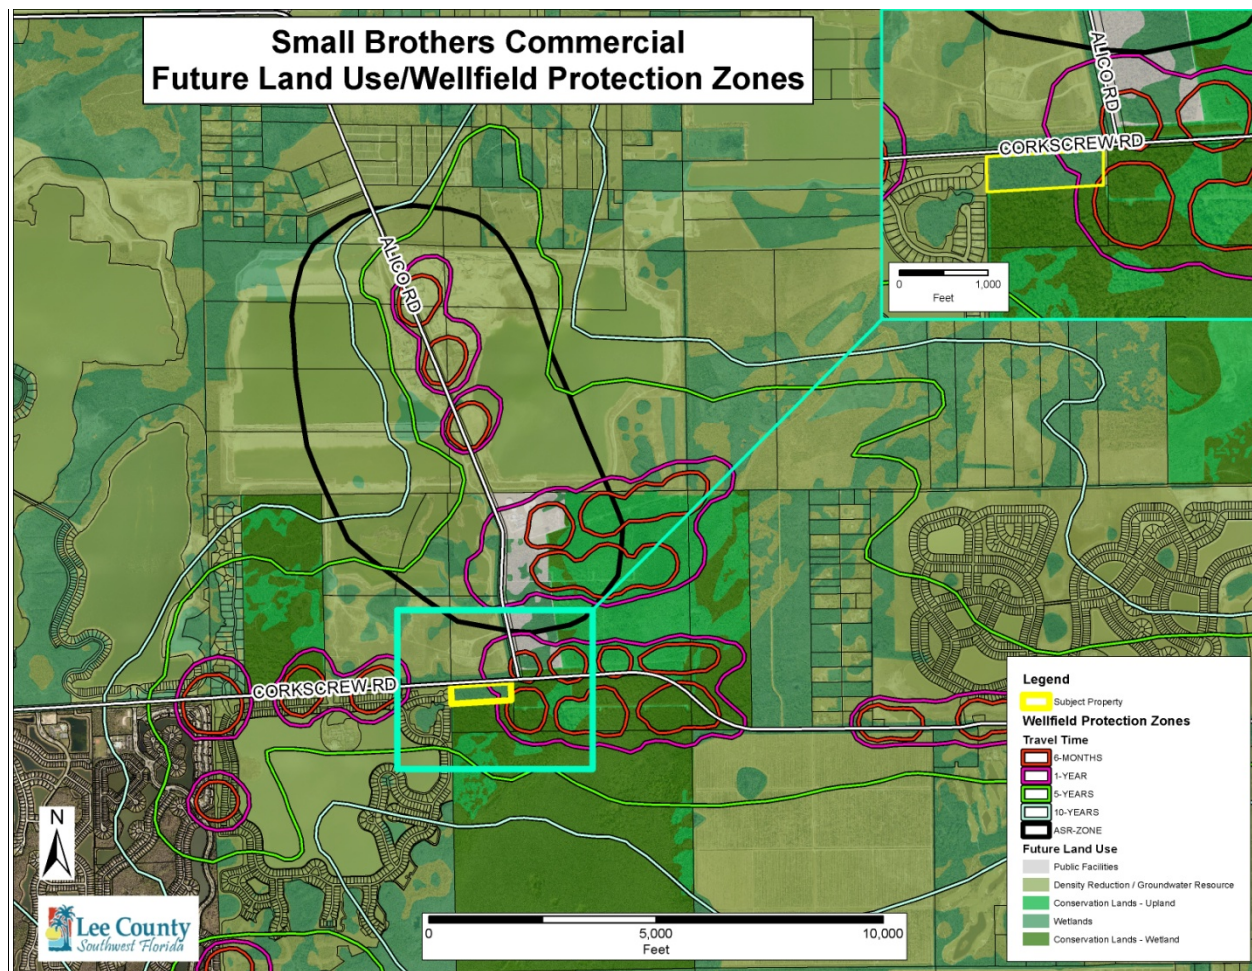 Small Brothers Commercial
Future Land Use/Wellfield Protection Zones
ALICO RD
CORKSCREW RD
0 1,000
Feet
ALICO RD
CORKSCREW RD
Legend
Subject Property
Wellfield Protection Zones
Travel Time
6-MONTHS
1-YEAR
5-YEARS
10-YEARS
ASR-ZONE
Future Land Use
Public Facilities
Density Reduction / Groundwater Resource
Conservation Lands - Upland
Wetlands
Conservation Lands - Wetland
N
Lee County
Southwest Florida
0 5,000 10,000
Feet